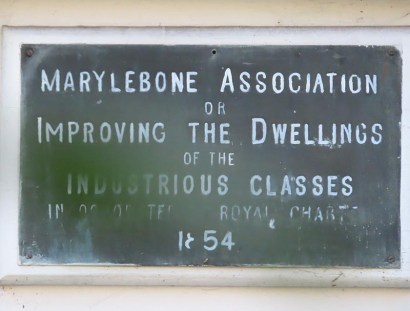 MARYLEBONE ASSOCIATION
OR
IMPROVING THE DWELLINGS
OF THE
INDUSTRIOUS CLASSES
ROYAL
1854